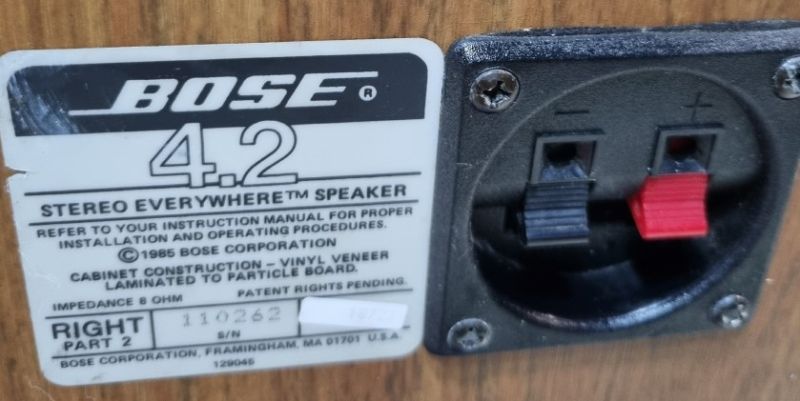 BOSE®
4.2
STEREO EVERYWHERE™ SPEAKER
REFER TO YOUR INSTRUCTION MANUAL FOR PROPER
INSTALLATION AND OPERATING PROCEDURES.
©1985 BOSE CORPORATION
CABINET CONSTRUCTION – VINYL VENEER
LAMINATED TO PARTICLE BOARD.
IMPEDANCE 8 OHM PATENT RIGHTS PENDING.
RIGHT 110262
PART 2 S/N
BOSE CORPORATION, FRAMINGHAM, MA 01701 U.S.A.
129045
– +